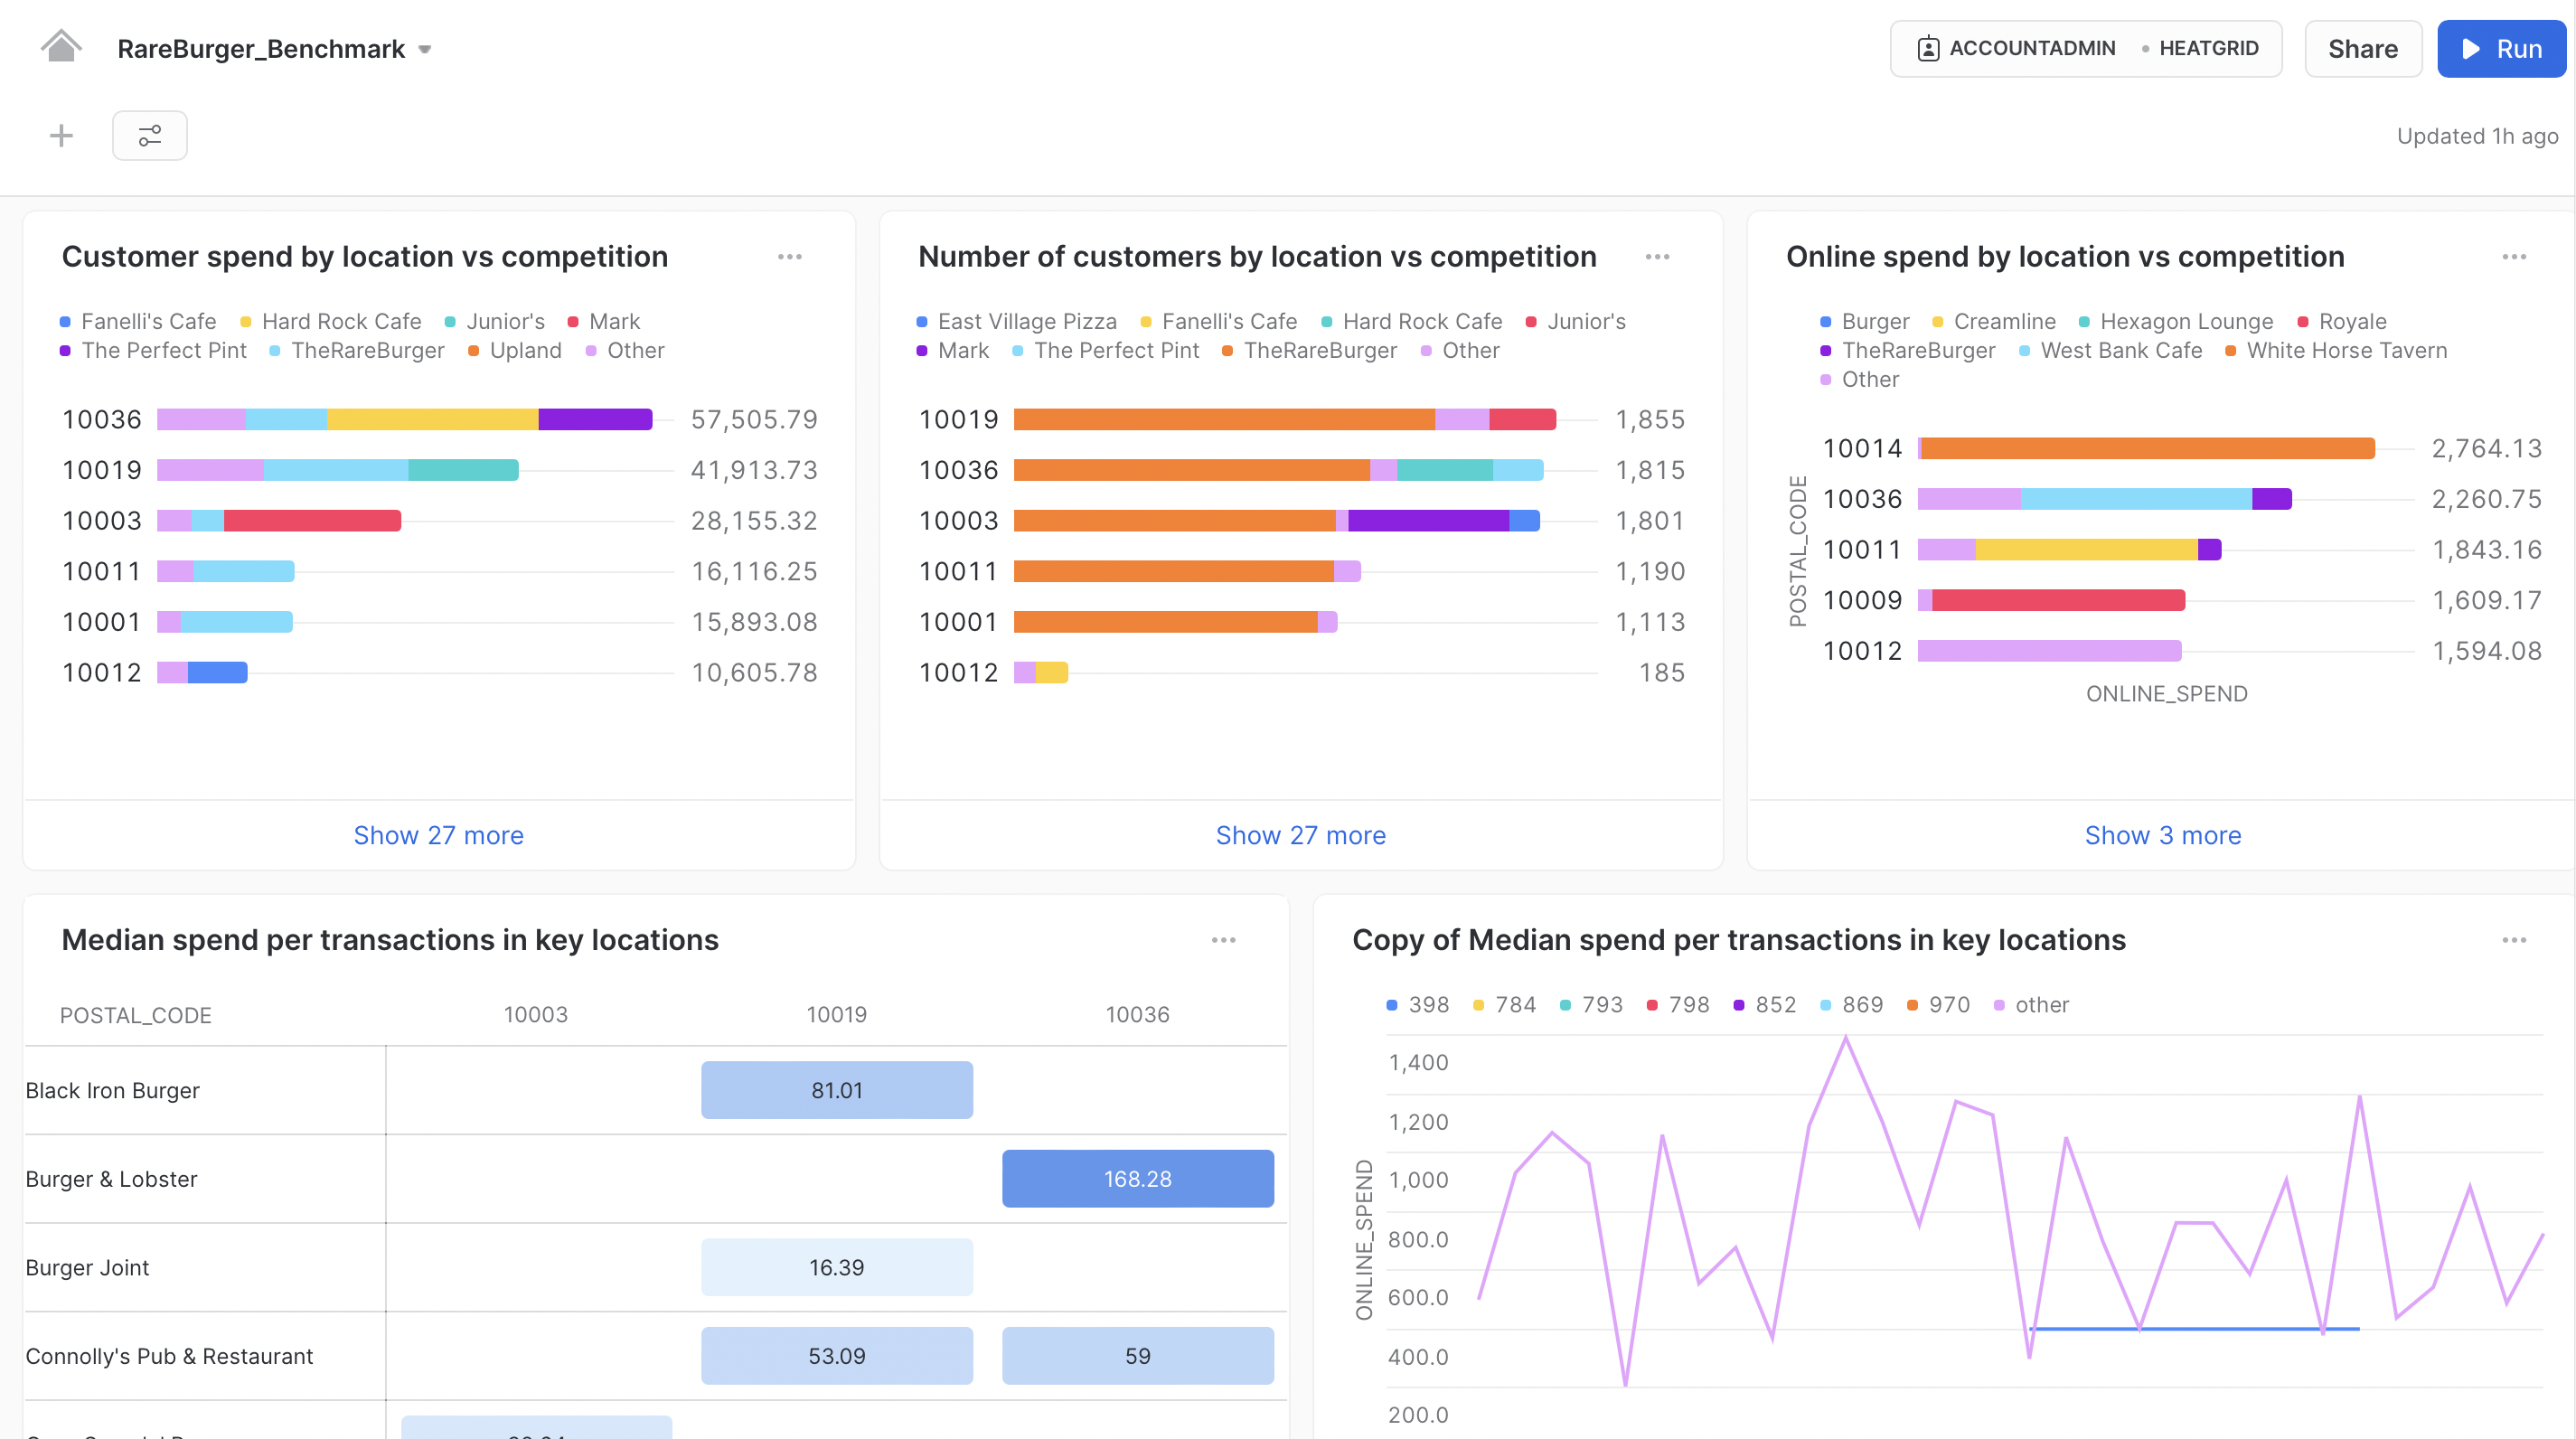 RareBurger_Benchmark
ACCOUNTADMIN • HEATGRID
Share
Run
Updated 1h ago
Customer spend by location vs competition
Fanelli's Cafe Hard Rock Cafe Junior's Mark
The Perfect Pint TheRareBurger Upland Other
10036 57,505.79
10019 41,913.73
10003 28,155.32
10011 16,116.25
10001 15,893.08
10012 10,605.78
Show 27 more
Number of customers by location vs competition
East Village Pizza Fanelli's Cafe Hard Rock Cafe Junior's
Mark The Perfect Pint TheRareBurger Other
10019 1,855
10036 1,815
10003 1,801
10011 1,190
10001 1,113
10012 185
Show 27 more
Online spend by location vs competition
Burger Creamline Hexagon Lounge Royale
TheRareBurger West Bank Cafe White Horse Tavern
Other
POSTAL_CODE
10014 2,764.13
10036 2,260.75
10011 1,843.16
10009 1,609.17
10012 1,594.08
ONLINE_SPEND
Show 3 more
Median spend per transactions in key locations
POSTAL_CODE 10003 10019 10036
Black Iron Burger 81.01
Burger & Lobster 168.28
Burger Joint 16.39
Connolly's Pub & Restaurant 53.09 59
Copy of Median spend per transactions in key locations
398 784 793 798 852 869 970 other
ONLINE_SPEND
1,400
1,200
1,000
800.0
600.0
400.0
200.0